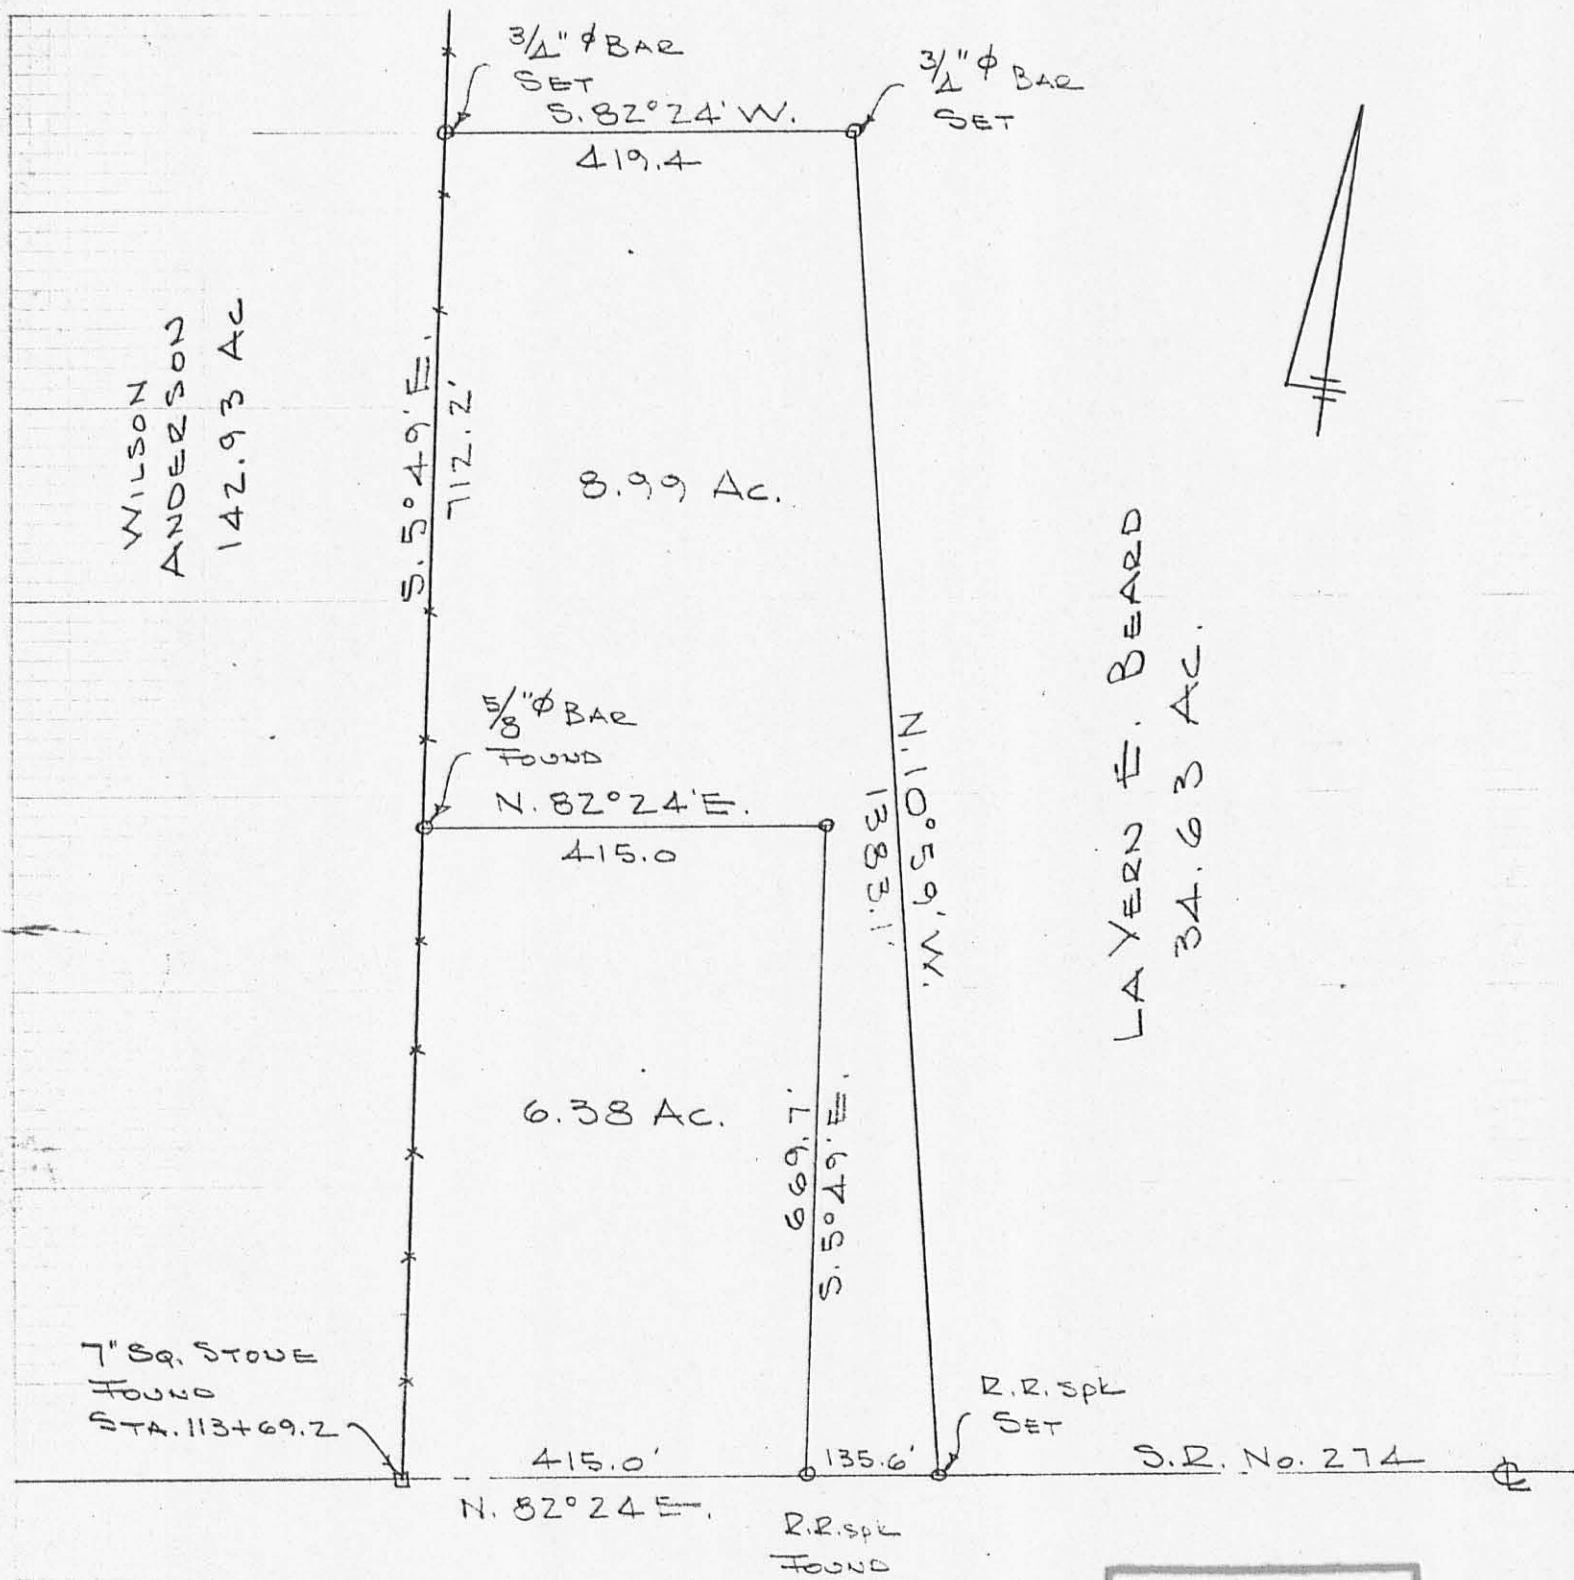 3/4" φ BAR
SET
S. 82° 24' W.
419.4
3/4" φ BAR
SET
WILSON
ANDERSON
142.93 AC
S. 5° 49' E.
712.2'
8.99 AC.
5/8" φ BAR
FOUND
N. 82° 24' E.
415.0
N. 10° 59' W.
1383.1'
LAVERN E. BEARD
34.63 AC.
6.38 AC.
669.7'
S. 5° 49' E.
7" SQ. STONE
FOUND
STA. 113+69.2
415.0'
135.6'
R.R. spk
SET
S.R. No. 274
℄
N. 82° 24 E.
R.R. spk
FOUND